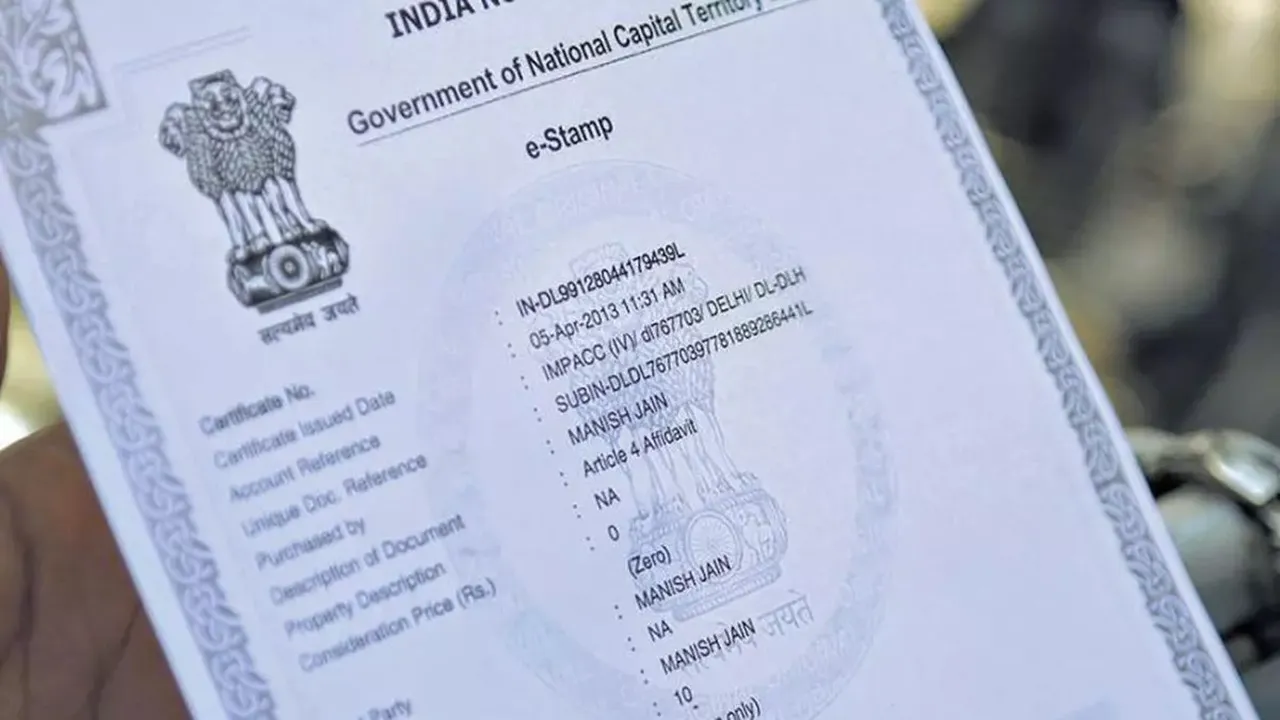 INDIA
Government of National Capital Territory
e-Stamp
सत्यमेव जयते
Certificate No. : IN-DL99128044179439L
Certificate Issued Date : 05-Apr-2013 11:31 AM
Account Reference : IMPACC (IV)/ dl767703/ DELHI/ DL-DLH
Unique Doc. Reference : SUBIN-DLDL76770397781889286441L
Purchased by : MANISH JAIN
Description of Document : Article 4 Affidavit
Property Description : NA
Consideration Price (Rs.) : 0
(Zero)
: MANISH JAIN
Party : NA
: MANISH JAIN
: 10
only)
सत्यमेव जयते